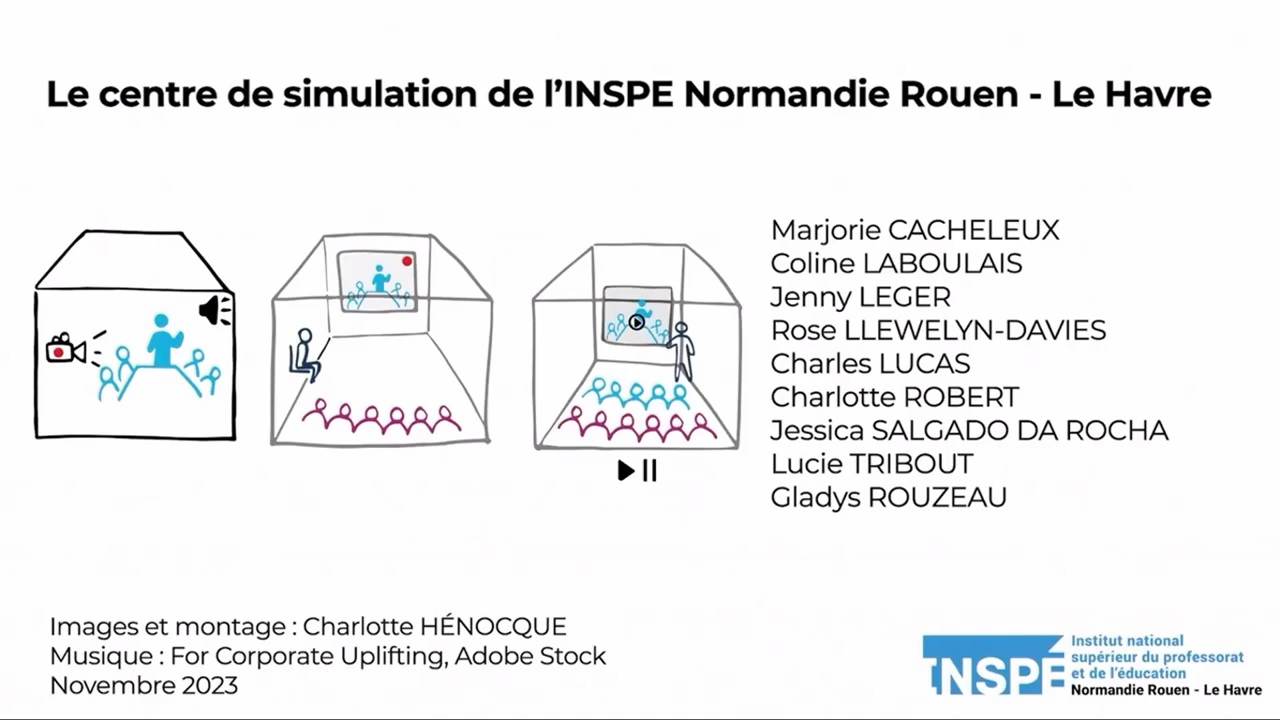 Le centre de simulation de l'INSPE Normandie Rouen - Le Havre
Marjorie CACHELEUX
Coline LABOULAIS
Jenny LEGER
Rose LLEWELYN-DAVIES
Charles LUCAS
Charlotte ROBERT
Jessica SALGADO DA ROCHA
Lucie TRIBOUT
Gladys ROUZEAU
Images et montage : Charlotte HÉNOCQUE
Musique : For Corporate Uplifting, Adobe Stock
Novembre 2023
INSPÉ
Institut national
supérieur du professorat
et de l'éducation
Normandie Rouen - Le Havre